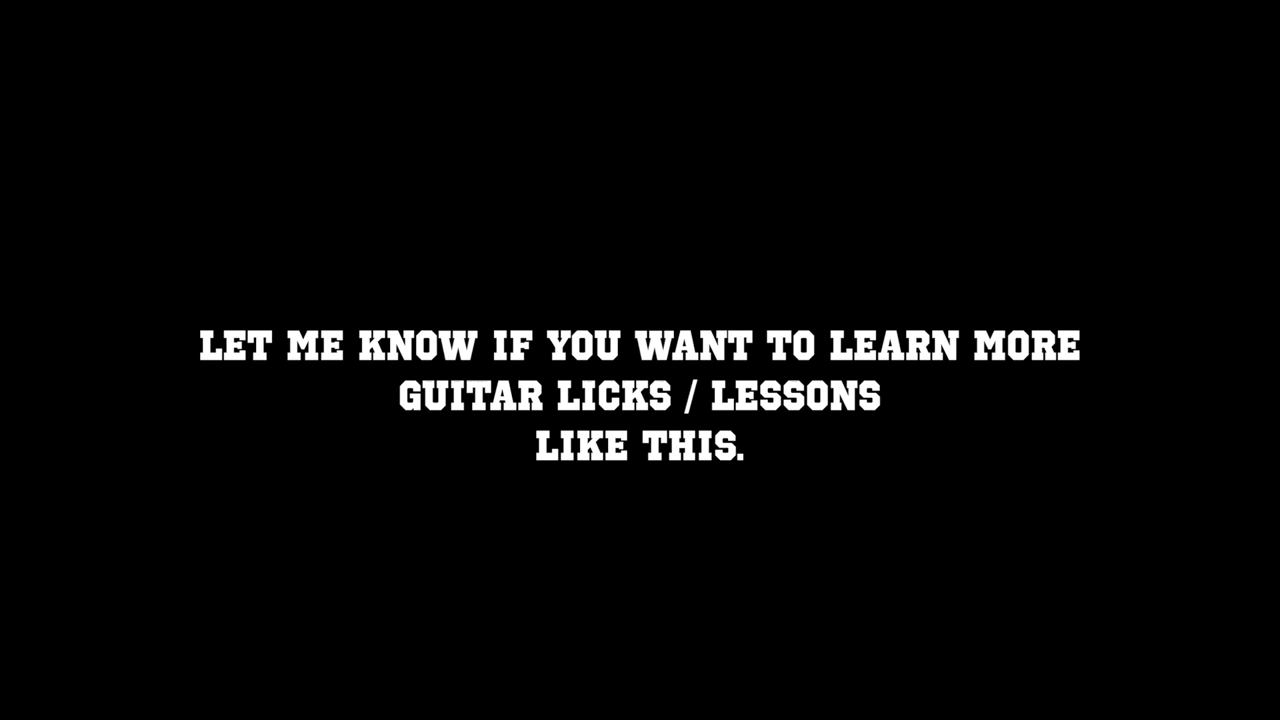 LET ME KNOW IF YOU WANT TO LEARN MORE
GUITAR LICKS / LESSONS
LIKE THIS.